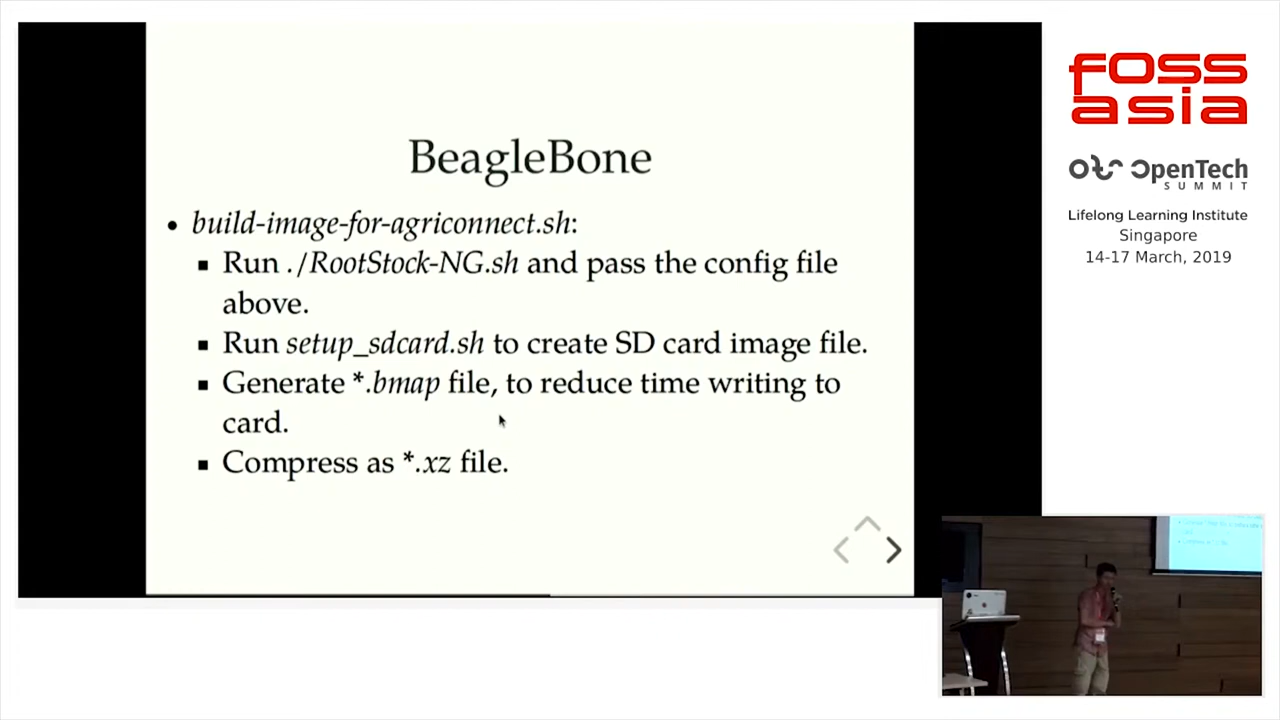 BeagleBone
• build-image-for-agriconnect.sh:
▪ Run ./RootStock-NG.sh and pass the config file
above.
▪ Run setup_sdcard.sh to create SD card image file.
▪ Generate *.bmap file, to reduce time writing to
card.
▪ Compress as *.xz file.
foss
asia
OpenTech
SUMMIT
Lifelong Learning Institute
Singapore
14-17 March, 2019